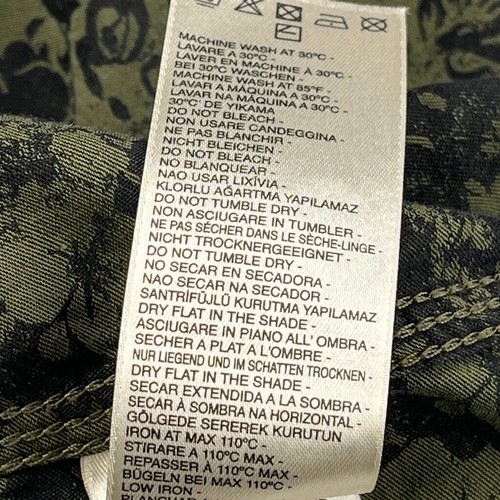 MACHINE WASH AT 30°C -
LAVARE A 30°C -
LAVER EN MACHINE À 30°C -
BEI 30°C WASCHEN -
MACHINE WASH AT 85°F -
LAVAR A MÁQUINA A 30°C -
LAVAR NA MÁQUINA A 30°C -
30°C' DE YIKAMA
DO NOT BLEACH -
NON USARE CANDEGGINA -
NE PAS BLANCHIR -
NICHT BLEICHEN -
DO NOT BLEACH -
NO BLANQUEAR -
NAO USAR LIXÍVIA -
KLORLU AĞARTMA YAPILAMAZ
DO NOT TUMBLE DRY -
NON ASCIUGARE IN TUMBLER -
NE PAS SÉCHER DANS LE SÈCHE-LINGE -
NICHT TROCKNERGEEIGNET -
DO NOT TUMBLE DRY -
NO SECAR EN SECADORA -
NAO SECAR NA SECADOR -
SANTRİFÜJLÜ KURUTMA YAPILAMAZ
DRY FLAT IN THE SHADE -
ASCIUGARE IN PIANO ALL' OMBRA -
SECHER A PLAT A L'OMBRE -
NUR LIEGEND UND IM SCHATTEN TROCKNEN -
DRY FLAT IN THE SHADE -
SECAR EXTENDIDO A LA SOMBRA -
SECAR À SOMBRA NA HORIZONTAL -
GÖLGEDE SEREREK KURUTUN
IRON AT MAX 110°C -
STIRARE A 110°C MAX -
REPASSER À 110°C MAX -
BÜGELN BEI MAX 110°C -
LOW IRON -